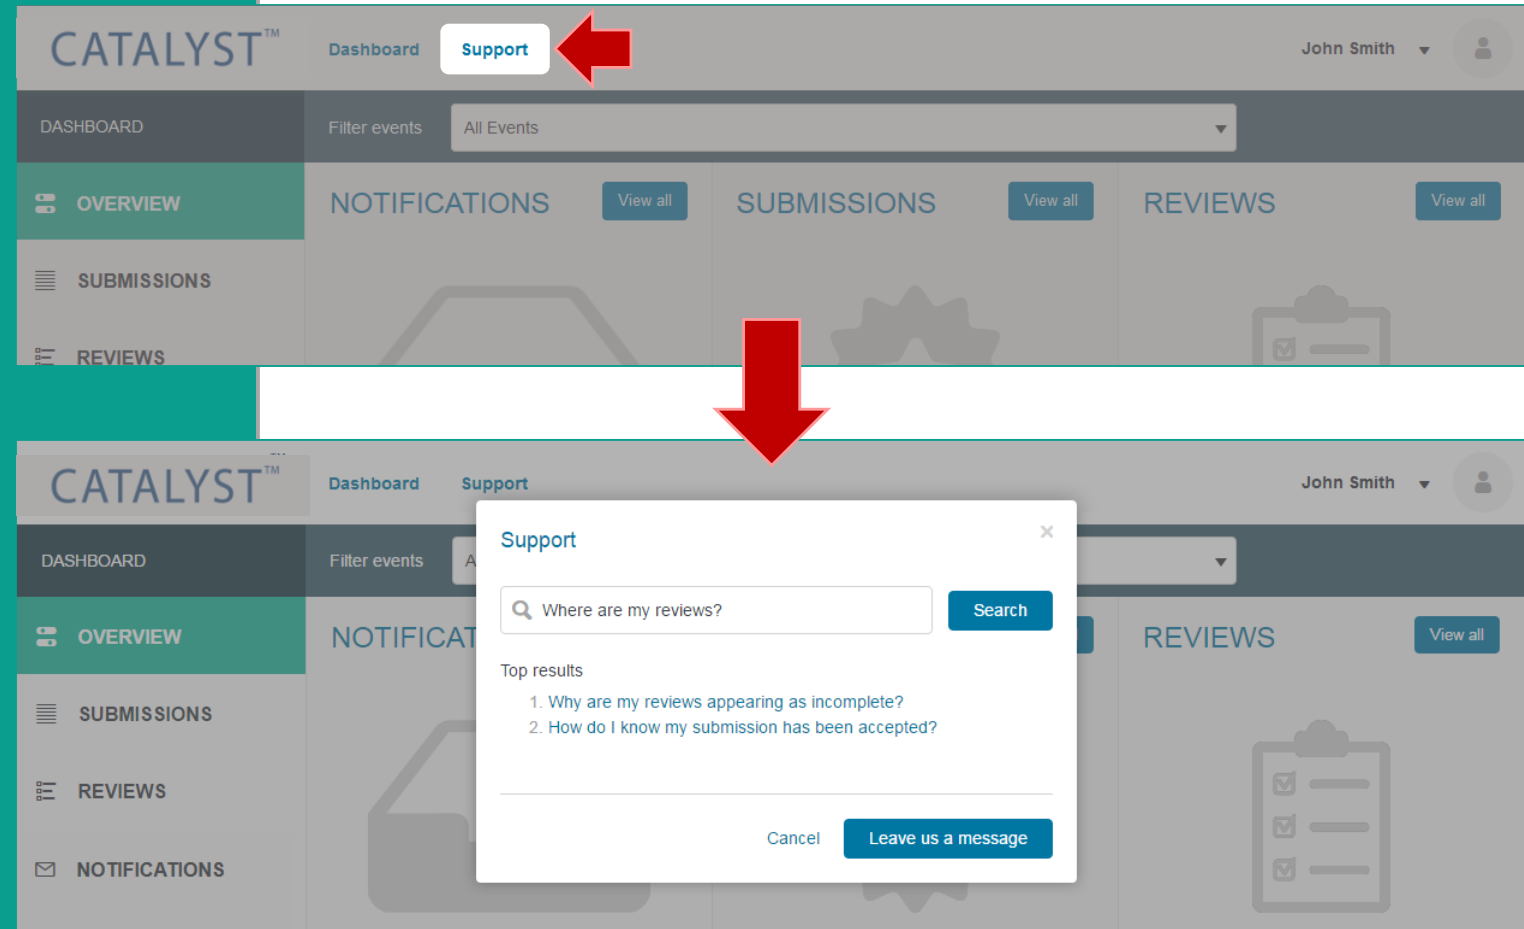 CATALYST™ Dashboard Support John Smith
DASHBOARD Filter events All Events
OVERVIEW NOTIFICATIONS View all SUBMISSIONS View all REVIEWS View all
SUBMISSIONS
REVIEWS
CATALYST™ Dashboard Support John Smith
DASHBOARD Filter events A
Support ×
Where are my reviews? Search
OVERVIEW NOTIFICAT REVIEWS View all
Top results
1. Why are my reviews appearing as incomplete?
SUBMISSIONS
2. How do I know my submission has been accepted?
REVIEWS
Cancel Leave us a message
NOTIFICATIONS